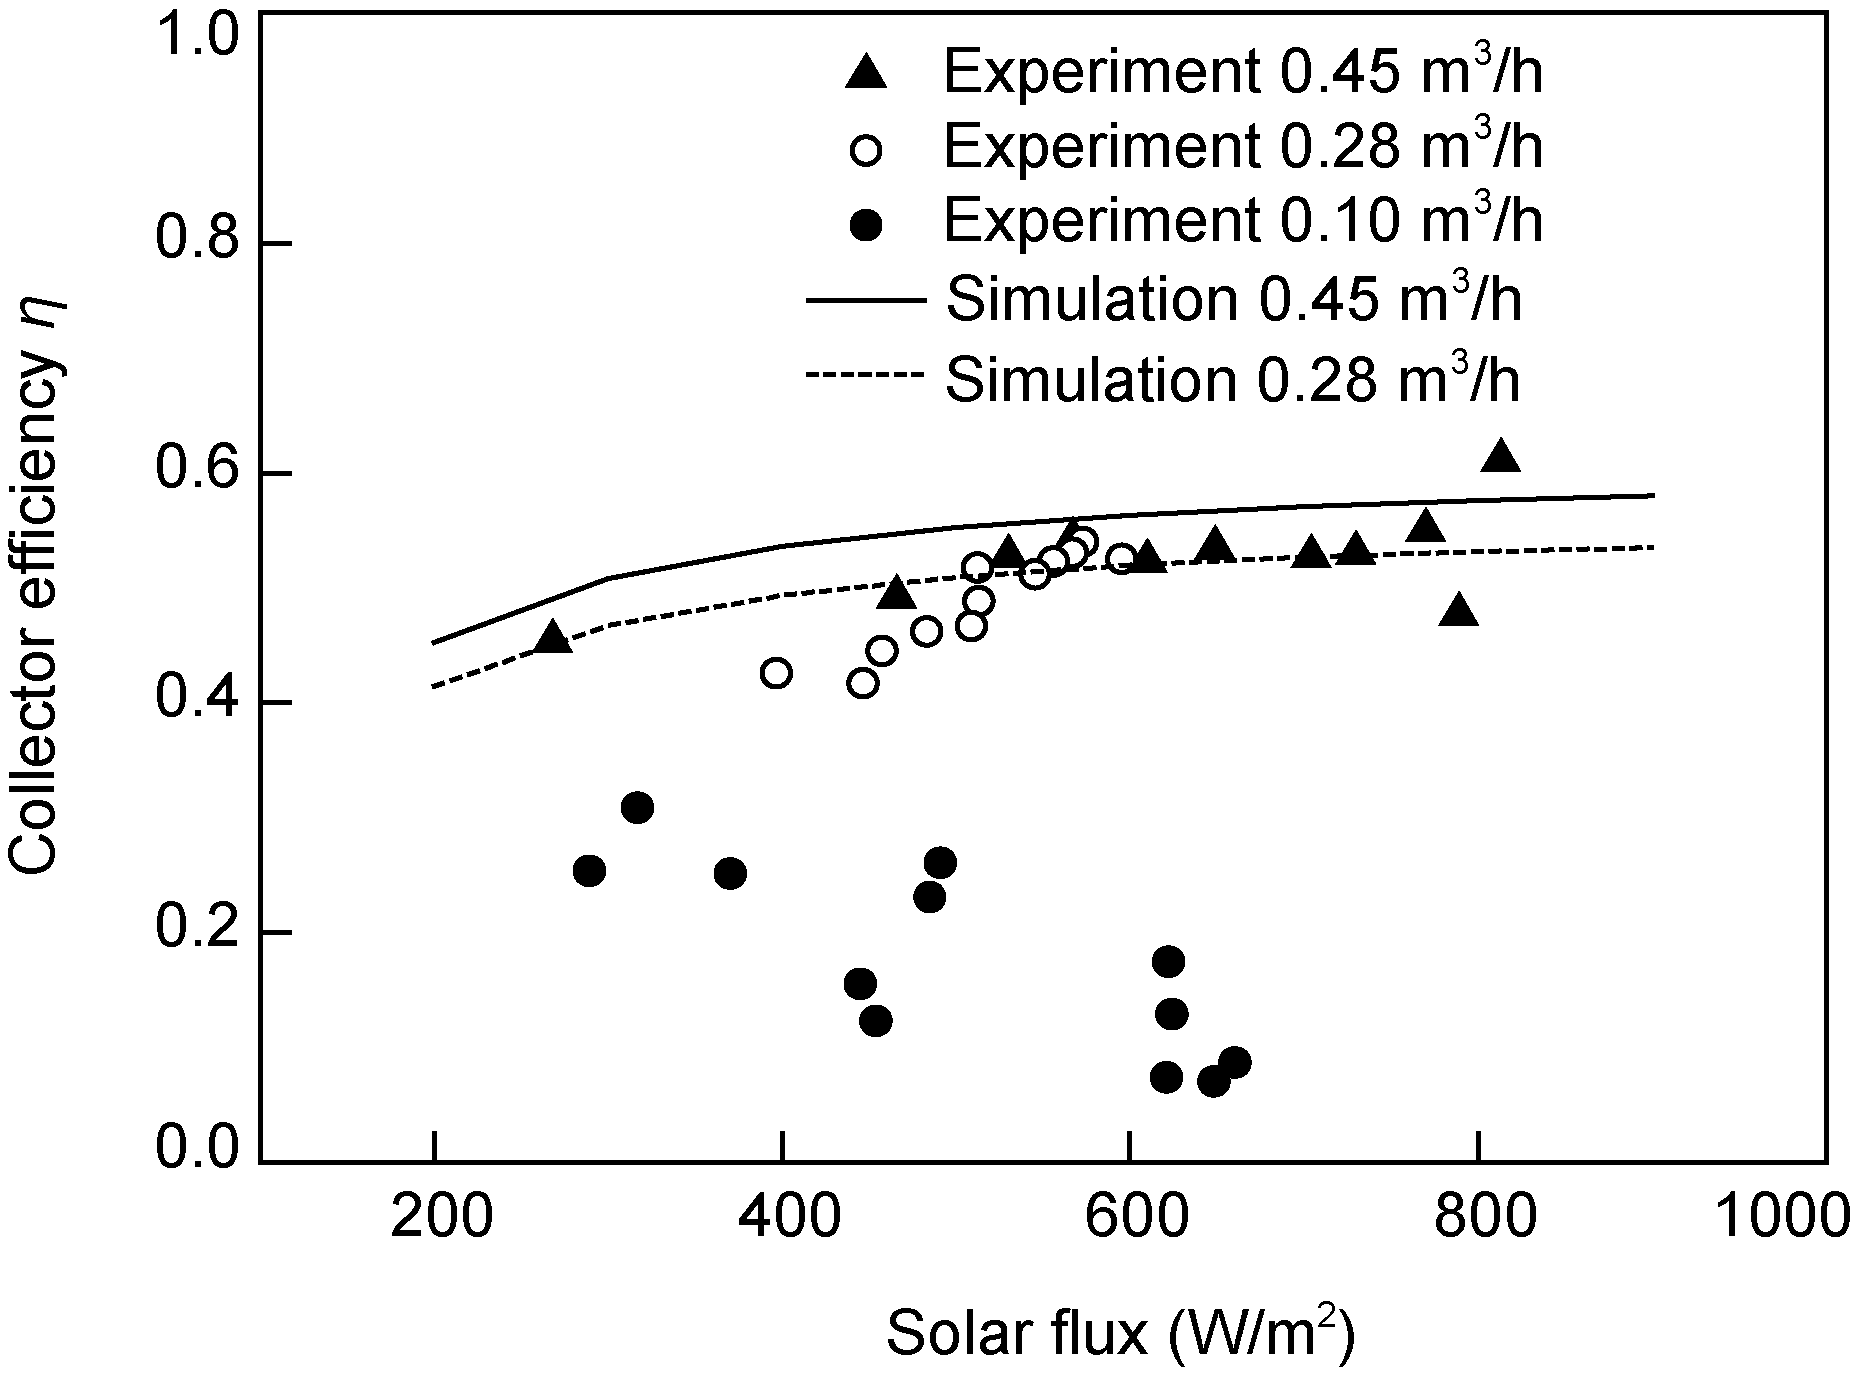 1.0
0.8
0.6
0.4
0.2
0.0
Collector efficiency η
Experiment 0.45 m³/h
Experiment 0.28 m³/h
Experiment 0.10 m³/h
Simulation 0.45 m³/h
Simulation 0.28 m³/h
200 400 600 800 1000
Solar flux (W/m²)